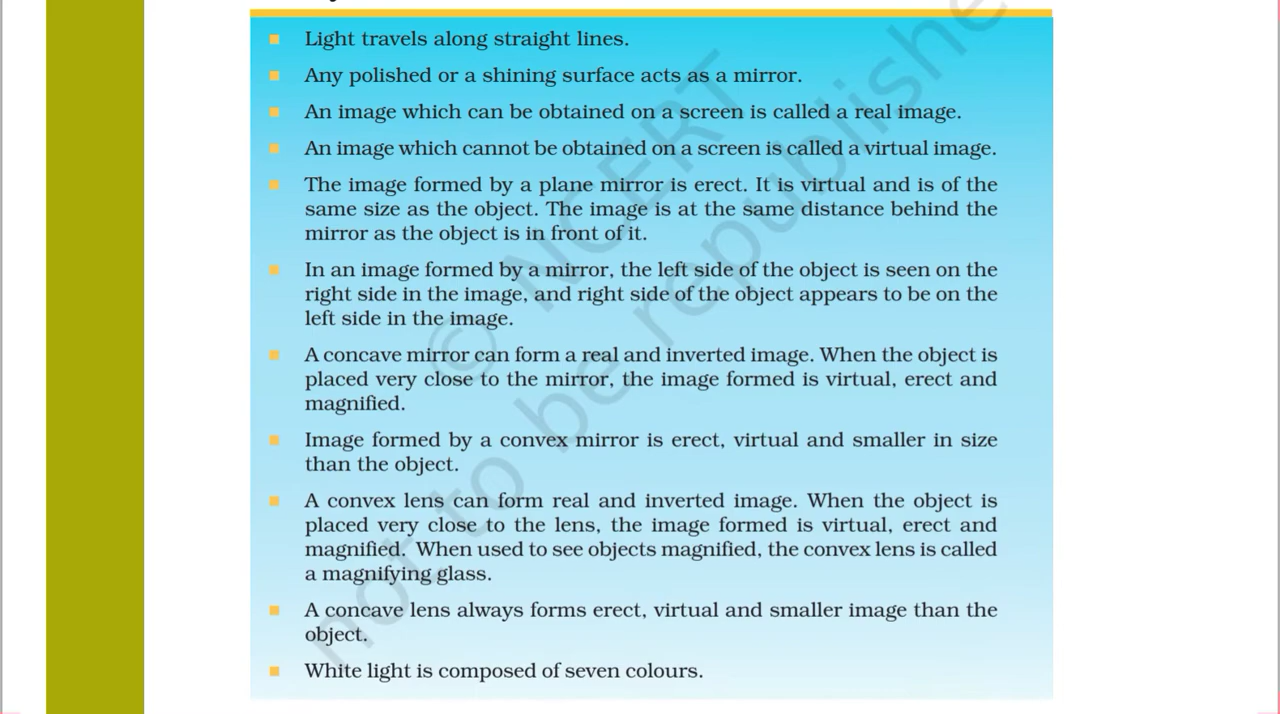 Light travels along straight lines.
Any polished or a shining surface acts as a mirror.
An image which can be obtained on a screen is called a real image.
An image which cannot be obtained on a screen is called a virtual image.
The image formed by a plane mirror is erect. It is virtual and is of the
same size as the object. The image is at the same distance behind the
mirror as the object is in front of it.
In an image formed by a mirror, the left side of the object is seen on the
right side in the image, and right side of the object appears to be on the
left side in the image.
A concave mirror can form a real and inverted image. When the object is
placed very close to the mirror, the image formed is virtual, erect and
magnified.
Image formed by a convex mirror is erect, virtual and smaller in size
than the object.
A convex lens can form real and inverted image. When the object is
placed very close to the lens, the image formed is virtual, erect and
magnified. When used to see objects magnified, the convex lens is called
a magnifying glass.
A concave lens always forms erect, virtual and smaller image than the
object.
White light is composed of seven colours.
© NCERT
not to be republishe